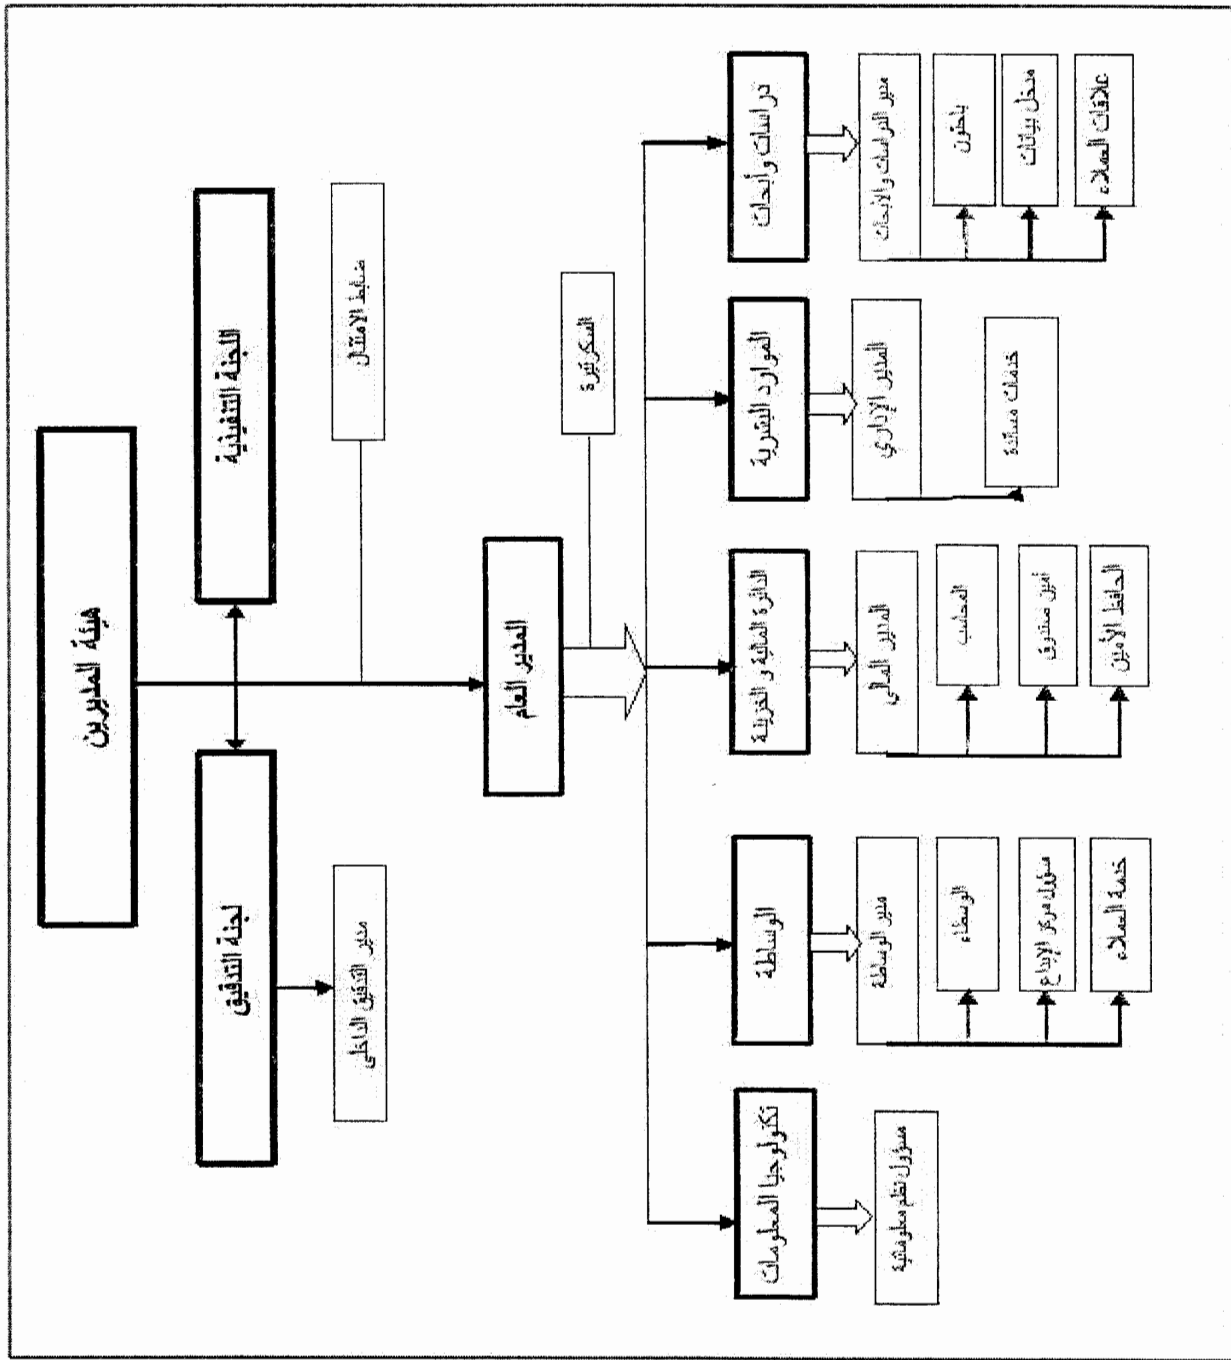 هيئة المديرين
اللجنة التنفيذية
لجنة التدقيق
ضابط الامتثال
مدير التدقيق الداخلي
المدير العام
السكرتيرة
دراسات وأبحاث
الموارد البشرية
الدائرة المالية و الخزينة
الوساطة
تكنولوجيا المعلومات
مدير الدراسات والابحاث
باحثون
مدخل بيانات
علاقات العملاء
المدير الإداري
خدمات مساندة
المدير المالي
المحاسب
أمين صندوق
الحافظ الأمين
مدير الوساطة
الوسطاء
مسؤول مركز الإيداع
خدمة العملاء
مسؤول نظم معلوماتية